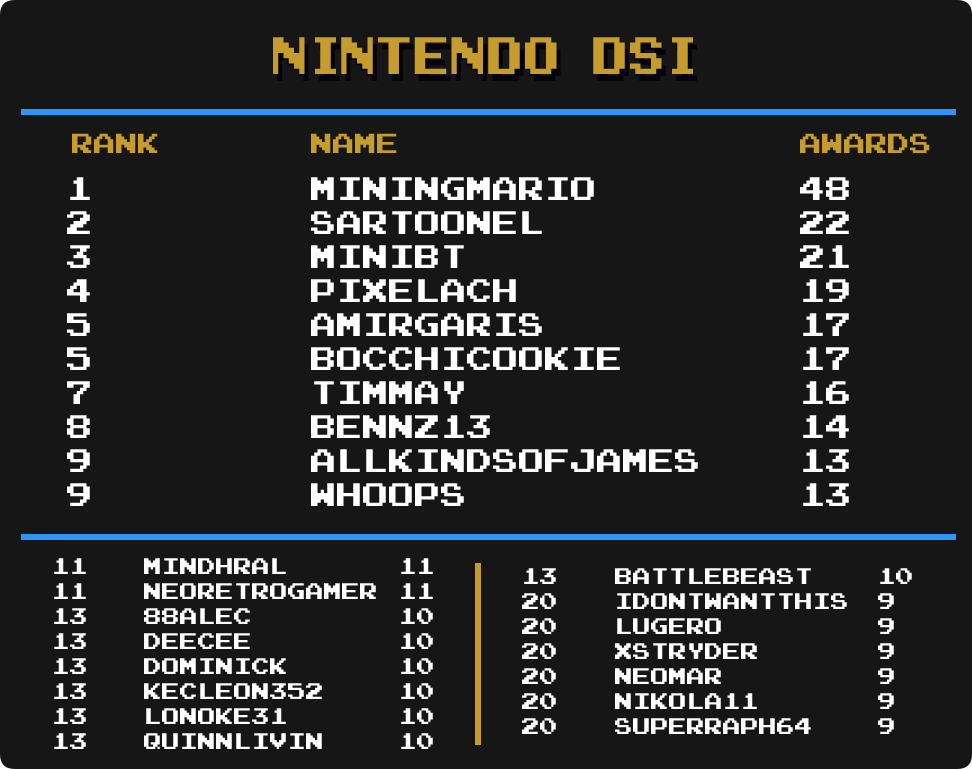 NINTENDO DSI
RANK NAME AWARDS
1 MININGMARIO 48
2 SARTOONEL 22
3 MINIBT 21
4 PIXELACH 19
5 AMIRGARIS 17
5 BOCCHICOOKIE 17
7 TIMMAY 16
8 BENNZ13 14
9 ALLKINDSOFJAMES 13
9 WHOOPS 13
11 MINDHRAL 11
11 NEORETROGAMER 11
13 88ALEC 10
13 DEECEE 10
13 DOMINICK 10
13 KECLEON352 10
13 LONOKE31 10
13 QUINNLIVIN 10
13 BATTLEBEAST 10
20 IDONTWANTTHIS 9
20 LUGERO 9
20 XSTRYDER 9
20 NEOMAR 9
20 NIKOLA11 9
20 SUPERRAPH64 9